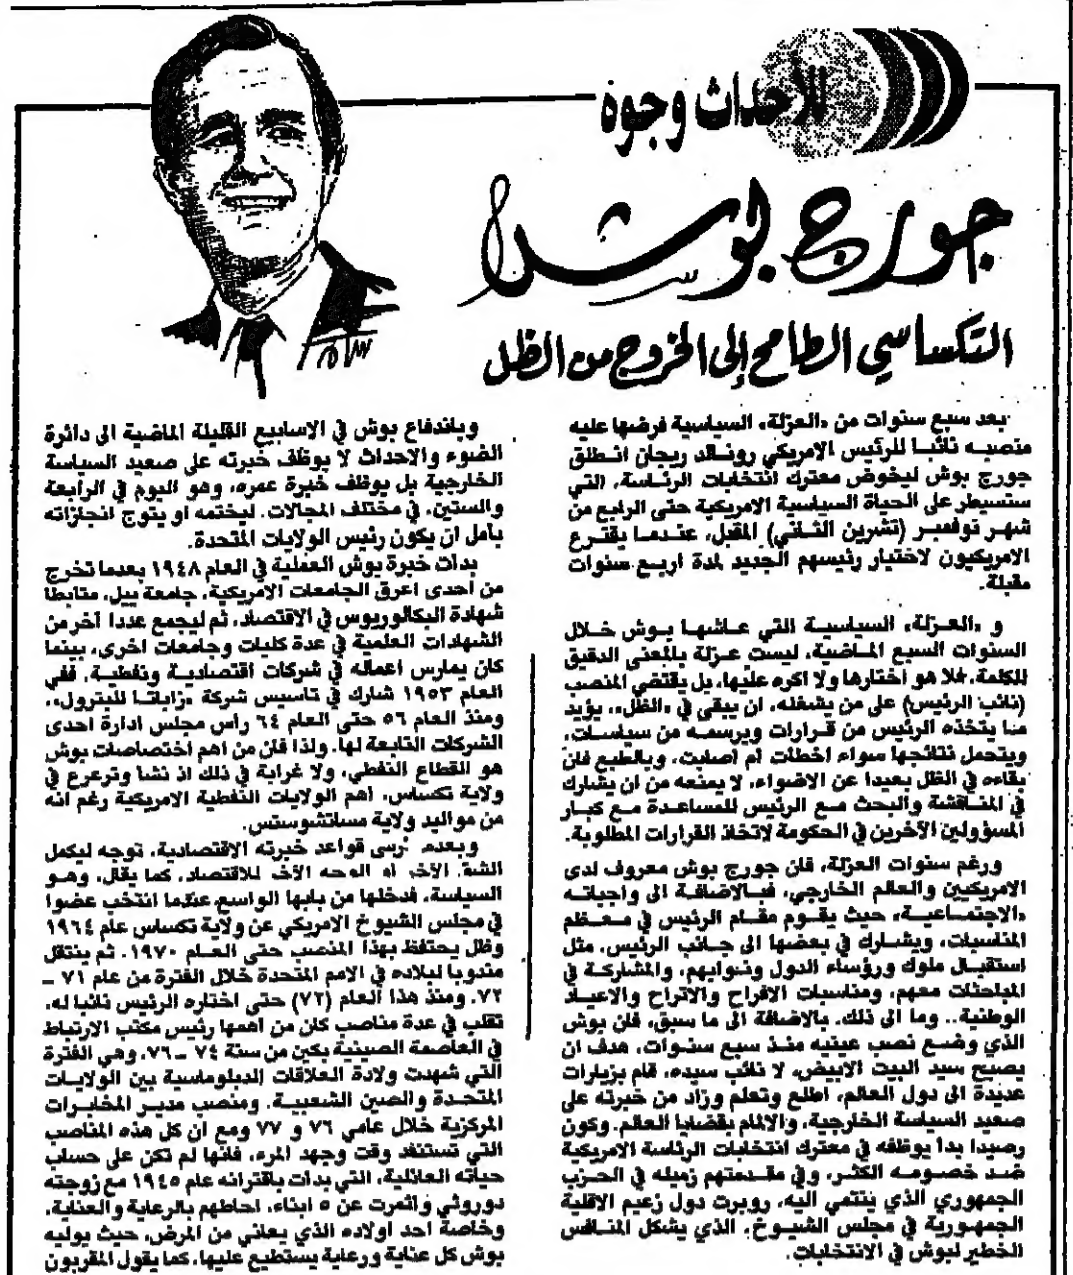 للأحداث وجوه
جورج بوش
التكساسي الطامح إلى الخروج من الظل
بعد سبع سنوات من «العزلة» السياسية فرضها عليه
منصبه نائبا للرئيس الامريكي رونالد ريجان انطلق
جورج بوش ليخوض معترك انتخابات الرئاسة، التي
ستسيطر على الحياة السياسية الامريكية حتى الرابع من
شهر نوفمبر (تشرين الثاني) المقبل، عندما يقترع
الامريكيون لاختيار رئيسهم الجديد لمدة اربع سنوات
مقبلة.
و «العزلة» السياسية التي عاشها بوش خلال
السنوات السبع الماضية، ليست عزلة بالمعنى الدقيق
للكلمة، فلا هو اختارها ولا اكره عليها، بل يقتضي المنصب
(نائب الرئيس) على من يشغله، ان يبقى في «الظل»، يؤيد
ما يتخذه الرئيس من قرارات ويرسمه من سياسات،
ويتحمل نتائجها سواء اخطأت ام اصابت، وبالطبع فان
بقاءه في الظل بعيدا عن الاضواء، لا يمنعه من ان يشارك
في المناقشة والبحث مع الرئيس للمساعدة مع كبار
المسؤولين الآخرين في الحكومة لاتخاذ القرارات المطلوبة.
ورغم سنوات العزلة، فان جورج بوش معروف لدى
الامريكيين والعالم الخارجي، فبالاضافة الى واجباته
«الاجتماعية» حيث يقوم مقام الرئيس في معظم
المناسبات، ويشارك في بعضها الى جانب الرئيس، مثل
استقبال ملوك ورؤساء الدول ونوابهم، والمشاركة في
المباحثات معهم، ومناسبات الافراح والاتراح والاعياد
الوطنية.. وما الى ذلك. بالاضافة الى ما سبق، فان بوش
الذي وضع نصب عينيه منذ سبع سنوات، هدف ان
يصبح سيد البيت الابيض، لا نائب سيده، قام بزيارات
عديدة الى دول العالم، اطلع وتعلم وزاد من خبرته على
صعيد السياسة الخارجية، والالمام بقضايا العالم. وكون
رصيدا بدأ يوظفه في معترك انتخابات الرئاسة الامريكية
ضد خصومه الكثر، وفي مقدمتهم زميله في الحزب
الجمهوري الذي ينتمي اليه، روبرت دول زعيم الاقلية
الجمهورية في مجلس الشيوخ. الذي يشكل المنافس
الخطير لبوش في الانتخابات.
وباندفاع بوش في الاسابيع القليلة الماضية الى دائرة
الضوء والاحداث لا يوظف خبرته على صعيد السياسة
الخارجية بل يوظف خبرة عمره، وهو اليوم في الرابعة
والستين، في مختلف المجالات. ليختمه او يتوج انجازاته
بأمل ان يكون رئيس الولايات المتحدة.
بدأت خبرة بوش العملية في العام ١٩٤٨ بعدما تخرج
من احدى اعرق الجامعات الامريكية، جامعة ييل، متأبطا
شهادة البكالوريوس في الاقتصاد، ثم ليجمع عددا آخر من
الشهادات العلمية في عدة كليات وجامعات اخرى، بينما
كان يمارس اعماله في شركات اقتصادية ونفطية. ففي
العام ١٩٥٣ شارك في تأسيس شركة «زاباتا للبترول»،
ومنذ العام ٥٦ حتى العام ٦٤ رأس مجلس ادارة احدى
الشركات التابعة لها. ولذا فان من اهم اختصاصات بوش
هو القطاع النفطي، ولا غرابة في ذلك اذ نشأ وترعرع في
ولاية تكساس، اهم الولايات النفطية الامريكية رغم انه
من مواليد ولاية مساتشوستس.
وبعدما رسى قواعد خبرته الاقتصادية، توجه ليكمل
الشق الآخر او الوجه الآخر للاقتصاد، كما يقال، وهو
السياسة، فدخلها من بابها الواسع عندما انتخب عضوا
في مجلس الشيوخ الامريكي عن ولاية تكساس عام ١٩٦٤
وظل يحتفظ بهذا المنصب حتى العام ١٩٧٠. ثم ينتقل
مندوبا لبلاده في الامم المتحدة خلال الفترة من عام ٧١ -
٧٢. ومنذ هذا العام (٧٢) حتى اختاره الرئيس نائبا له،
تقلب في عدة مناصب كان من أهمها رئيس مكتب الارتباط
في العاصمة الصينية بكين من سنة ٧٤ - ٧٦، وهي الفترة
التي شهدت ولادة العلاقات الدبلوماسية بين الولايات
المتحدة والصين الشعبية. ومنصب مدير المخابرات
المركزية خلال عامي ٧٦ و ٧٧ ومع ان كل هذه المناصب
التي تستنفد وقت وجهد المرء، فانها لم تكن على حساب
حياته العائلية، التي بدأت باقترانه عام ١٩٤٥ مع زوجته
دوروثي واثمرت عن ٥ ابناء، احاطهم بالرعاية والعناية.
وخاصة احد اولاده الذي يعاني من المرض، حيث يوليه
بوش كل عناية ورعاية يستطيع عليها، كما يقول المقربون